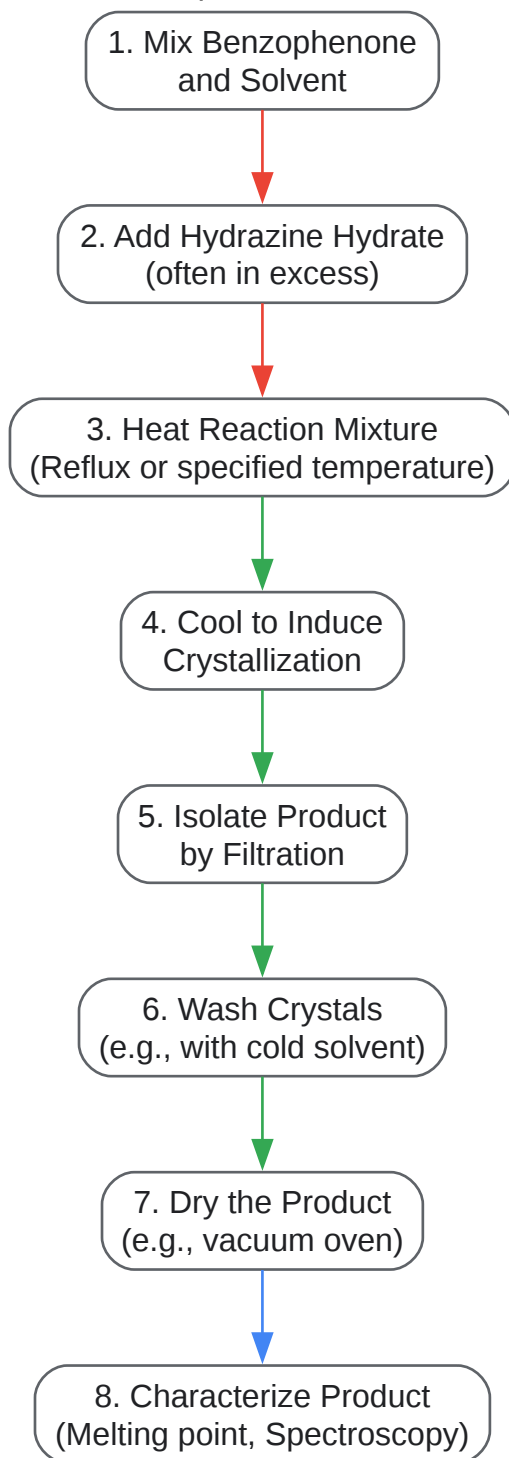 1. Mix Benzophenone
and Solvent
2. Add Hydrazine Hydrate
(often in excess)
3. Heat Reaction Mixture
(Reflux or specified temperature)
4. Cool to Induce
Crystallization
5. Isolate Product
by Filtration
6. Wash Crystals
(e.g., with cold solvent)
7. Dry the Product
(e.g., vacuum oven)
8. Characterize Product
(Melting point, Spectroscopy)